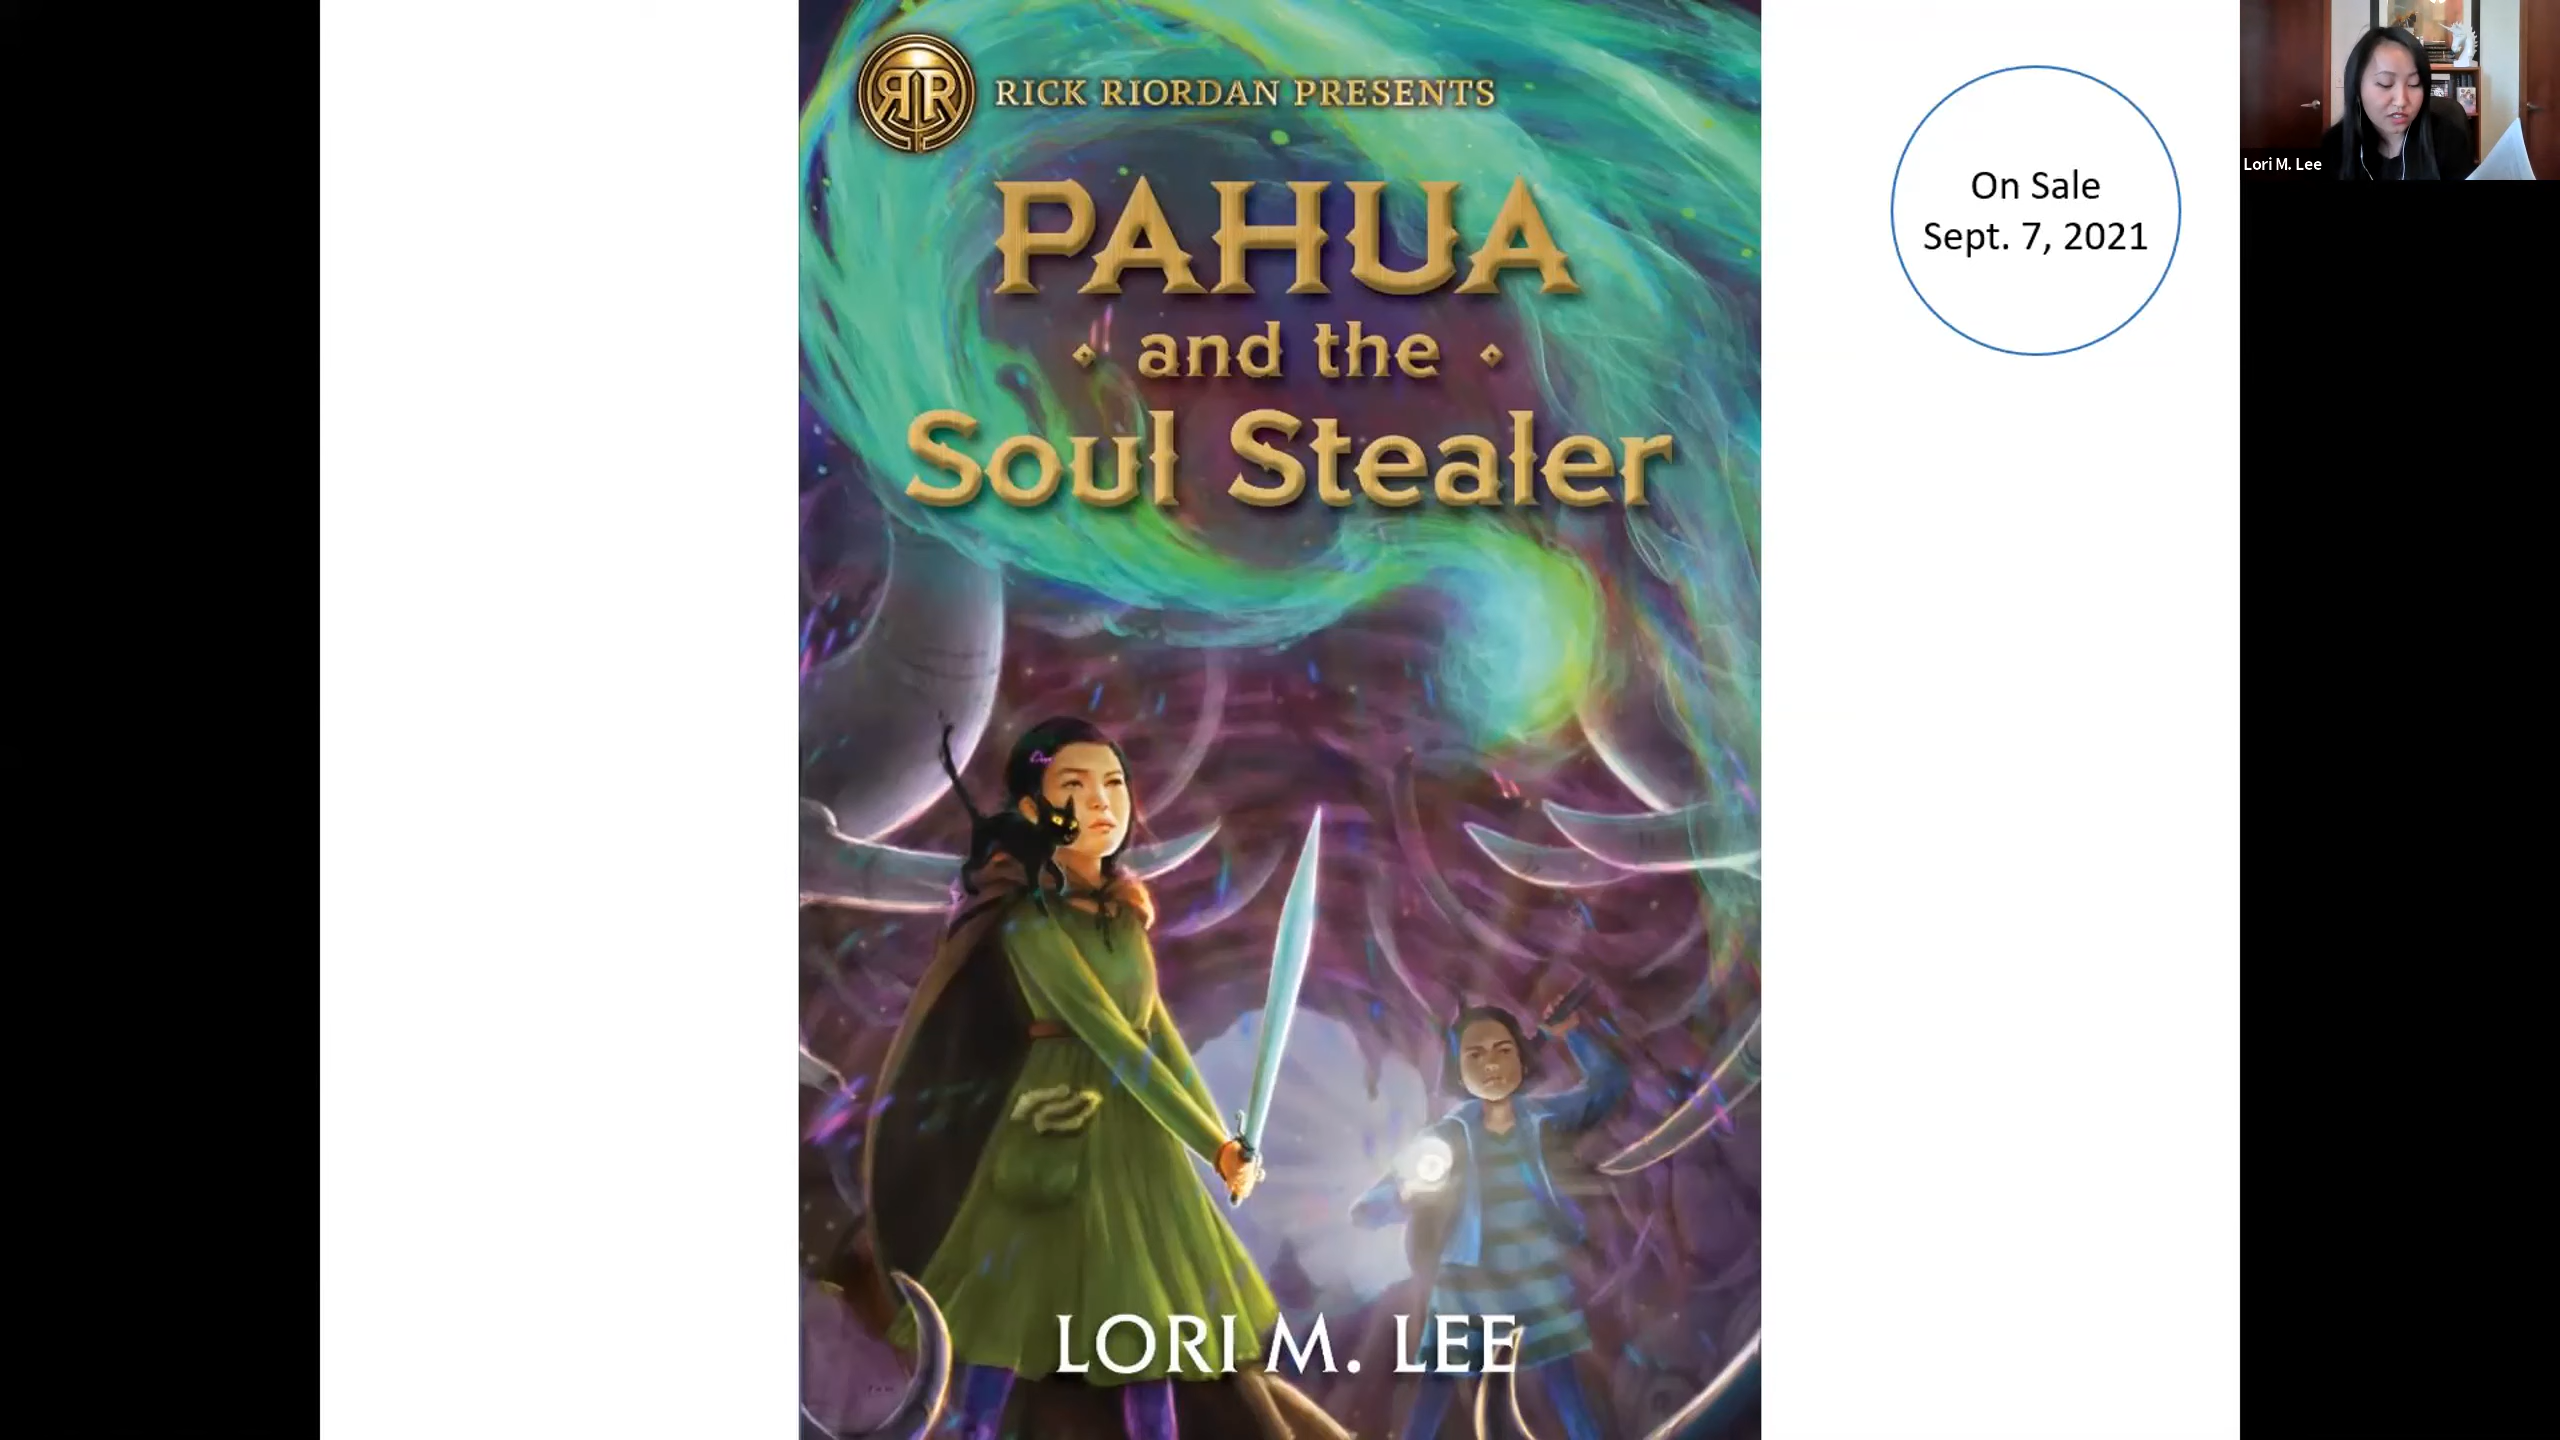 RICK RIORDAN PRESENTS
PAHUA
and the
Soul Stealer
LORI M. LEE
On Sale
Sept. 7, 2021
Lori M. Lee